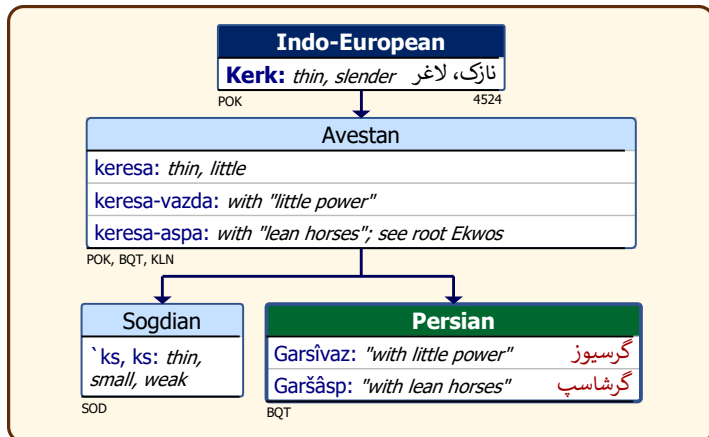 Indo-European
Kerk: thin, slender نازک، لاغر
POK 4524
Avestan
keresa: thin, little
keresa-vazda: with "little power"
keresa-aspa: with "lean horses"; see root Ekwos
POK, BQT, KLN
Sogdian
`ks, ks: thin,
small, weak
SOD
Persian
Garsîvaz: "with little power" گرسیوز
Garšâsp: "with lean horses" گرشاسپ
BQT